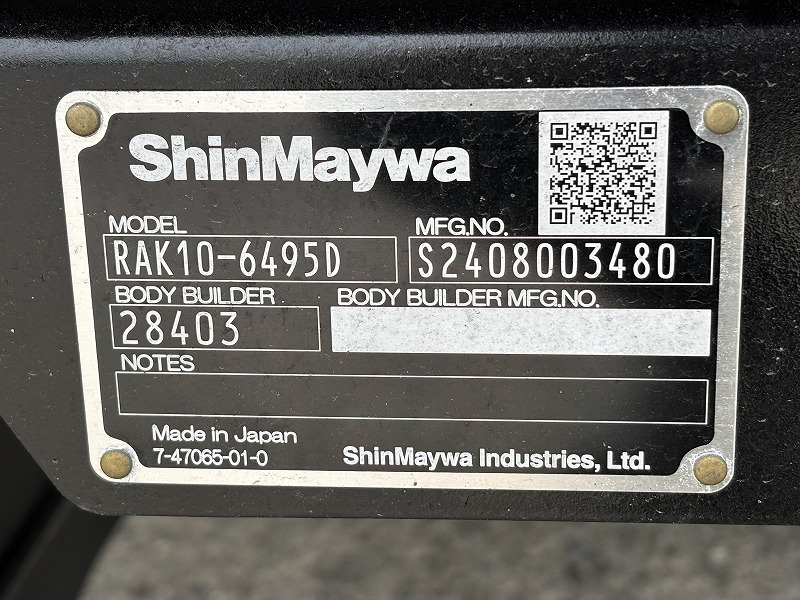 ShinMaywa
MODEL MFG.NO.
RAK10-6495D S2408003480
BODY BUILDER BODY BUILDER MFG.NO.
28403
NOTES
Made in Japan
7-47065-01-0 ShinMaywa Industries, Ltd.